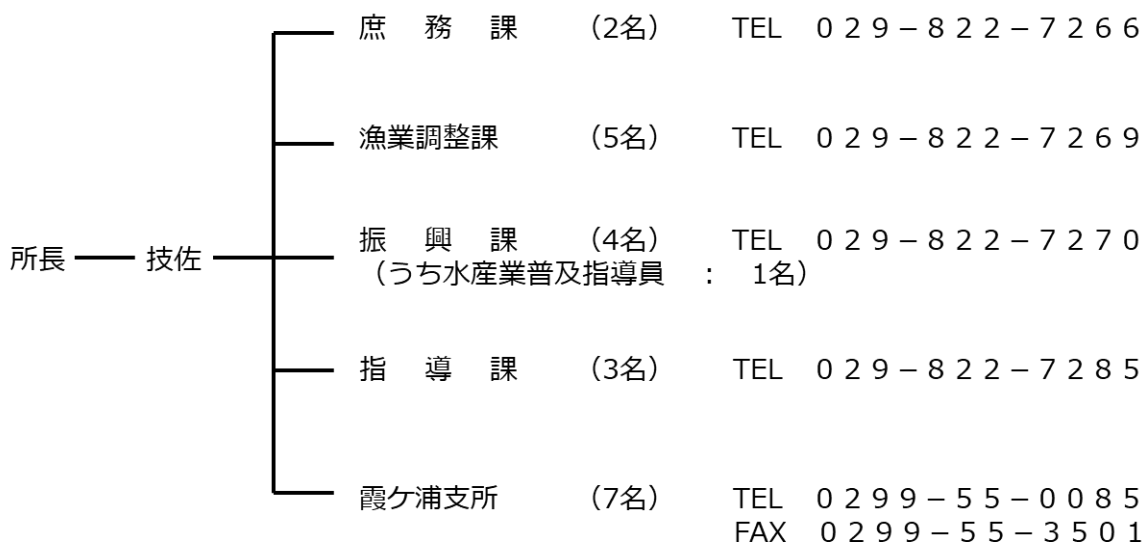 庶　務　課　（2名）　TEL　０２９－８２２－７２６６
漁業調整課　（5名）　TEL　０２９－８２２－７２６９
所長　技佐　振　興　課　（4名）　TEL　０２９－８２２－７２７０
（うち水産業普及指導員　：　1名）
指　導　課　（3名）　TEL　０２９－８２２－７２８５
霞ケ浦支所　（7名）　TEL　０２９９－５５－００８５
FAX　０２９９－５５－３５０１